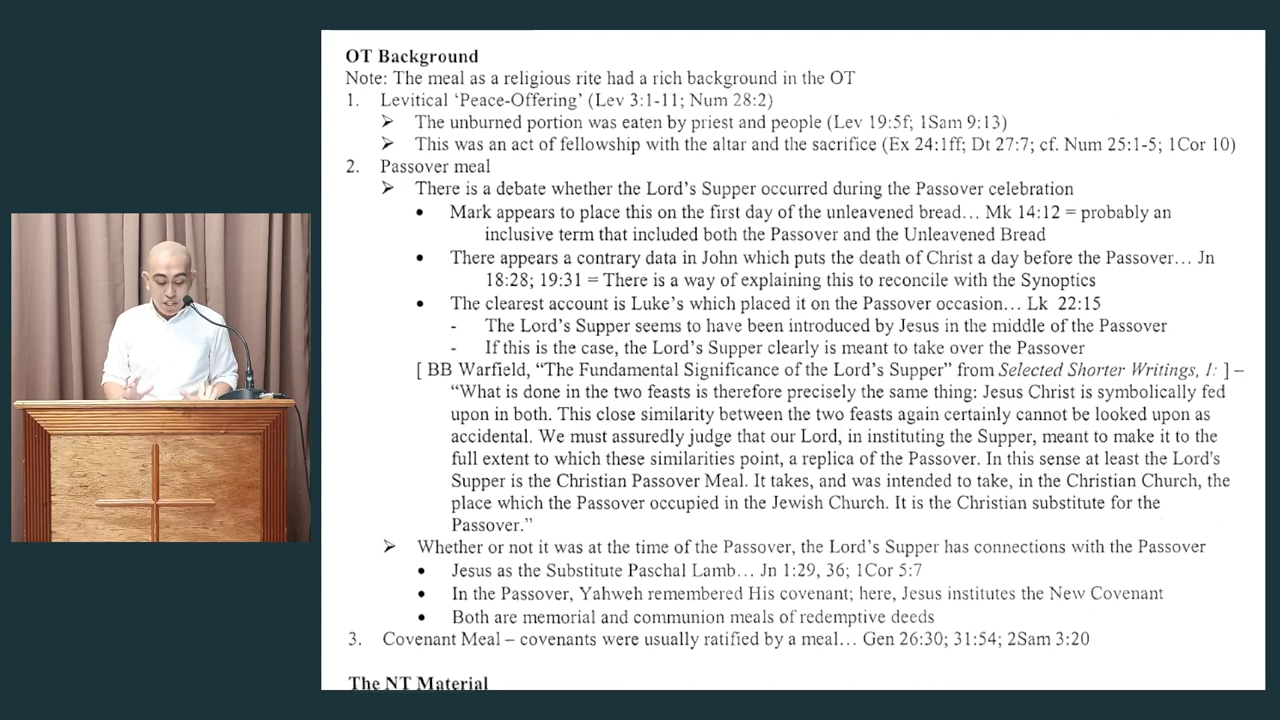 OT Background
Note: The meal as a religious rite had a rich background in the OT
1. Levitical ‘Peace-Offering’ (Lev 3:1-11; Num 28:2)
➤ The unburned portion was eaten by priest and people (Lev 19:5f; 1Sam 9:13)
➤ This was an act of fellowship with the altar and the sacrifice (Ex 24:1ff; Dt 27:7; cf. Num 25:1-5; 1Cor 10)
2. Passover meal
➤ There is a debate whether the Lord’s Supper occurred during the Passover celebration
• Mark appears to place this on the first day of the unleavened bread… Mk 14:12 = probably an
inclusive term that included both the Passover and the Unleavened Bread
• There appears a contrary data in John which puts the death of Christ a day before the Passover… Jn
18:28; 19:31 = There is a way of explaining this to reconcile with the Synoptics
• The clearest account is Luke’s which placed it on the Passover occasion… Lk 22:15
- The Lord’s Supper seems to have been introduced by Jesus in the middle of the Passover
- If this is the case, the Lord’s Supper clearly is meant to take over the Passover
[ BB Warfield, “The Fundamental Significance of the Lord’s Supper” from Selected Shorter Writings, I: ] –
“What is done in the two feasts is therefore precisely the same thing: Jesus Christ is symbolically fed
upon in both. This close similarity between the two feasts again certainly cannot be looked upon as
accidental. We must assuredly judge that our Lord, in instituting the Supper, meant to make it to the
full extent to which these similarities point, a replica of the Passover. In this sense at least the Lord's
Supper is the Christian Passover Meal. It takes, and was intended to take, in the Christian Church, the
place which the Passover occupied in the Jewish Church. It is the Christian substitute for the
Passover.”
➤ Whether or not it was at the time of the Passover, the Lord’s Supper has connections with the Passover
• Jesus as the Substitute Paschal Lamb… Jn 1:29, 36; 1Cor 5:7
• In the Passover, Yahweh remembered His covenant; here, Jesus institutes the New Covenant
• Both are memorial and communion meals of redemptive deeds
3. Covenant Meal – covenants were usually ratified by a meal… Gen 26:30; 31:54; 2Sam 3:20
The NT Material